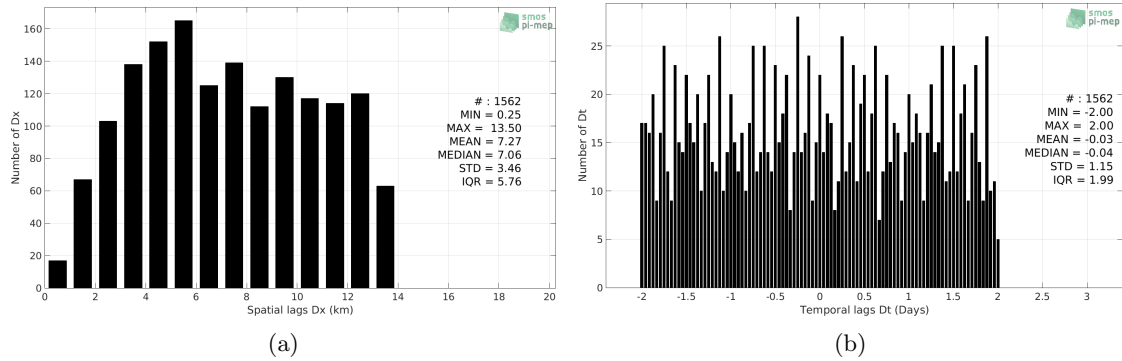 smos
pi-mep
160
140
120
100
80
60
40
20
0
Number of Dx
# : 1562
MIN = 0.25
MAX = 13.50
MEAN = 7.27
MEDIAN = 7.06
STD = 3.46
IQR = 5.76
0 2 4 6 8 10 12 14 16 18 20
Spatial lags Dx (km)
(a)
smos
pi-mep
25
20
15
10
5
0
Number of Dt
# : 1562
MIN = -2.00
MAX = 2.00
MEAN = -0.03
MEDIAN = -0.04
STD = 1.15
IQR = 1.99
-2 -1.5 -1 -0.5 0 0.5 1 1.5 2 2.5 3
Temporal lags Dt (Days)
(b)